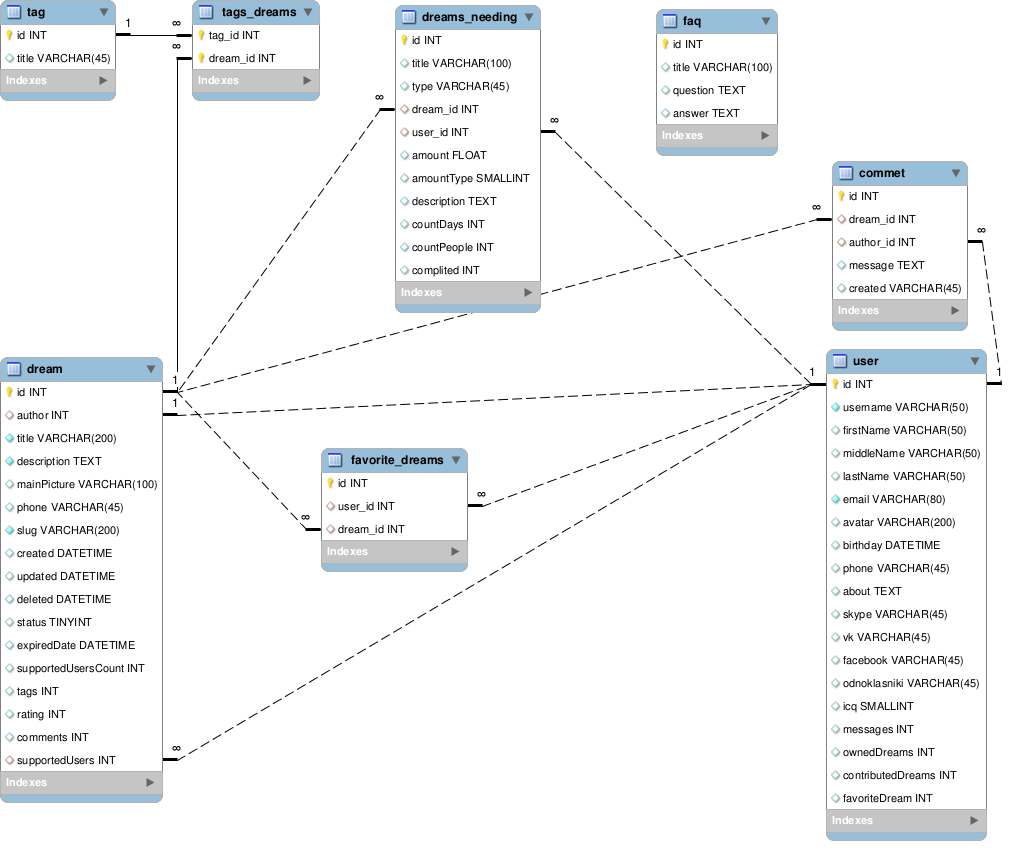 tag
id INT
title VARCHAR(45)
Indexes
1
∞
∞
tags_dreams
tag_id INT
dream_id INT
Indexes
dreams_needing
id INT
title VARCHAR(100)
type VARCHAR(45)
dream_id INT
user_id INT
amount FLOAT
amountType SMALLINT
description TEXT
countDays INT
countPeople INT
complited INT
Indexes
∞
∞
faq
id INT
title VARCHAR(100)
question TEXT
answer TEXT
Indexes
commet
id INT
dream_id INT
author_id INT
message TEXT
created VARCHAR(45)
Indexes
∞
∞
dream
id INT
author INT
title VARCHAR(200)
description TEXT
mainPicture VARCHAR(100)
phone VARCHAR(45)
slug VARCHAR(200)
created DATETIME
updated DATETIME
deleted DATETIME
status TINYINT
expiredDate DATETIME
supportedUsersCount INT
tags INT
rating INT
comments INT
supportedUsers INT
Indexes
1
1
∞
favorite_dreams
id INT
user_id INT
dream_id INT
Indexes
∞
∞
user
id INT
username VARCHAR(50)
firstName VARCHAR(50)
middleName VARCHAR(50)
lastName VARCHAR(50)
email VARCHAR(80)
avatar VARCHAR(200)
birthday DATETIME
phone VARCHAR(45)
about TEXT
skype VARCHAR(45)
vk VARCHAR(45)
facebook VARCHAR(45)
odnoklasniki VARCHAR(45)
icq SMALLINT
messages INT
ownedDreams INT
contributedDreams INT
favoriteDream INT
Indexes
1
1